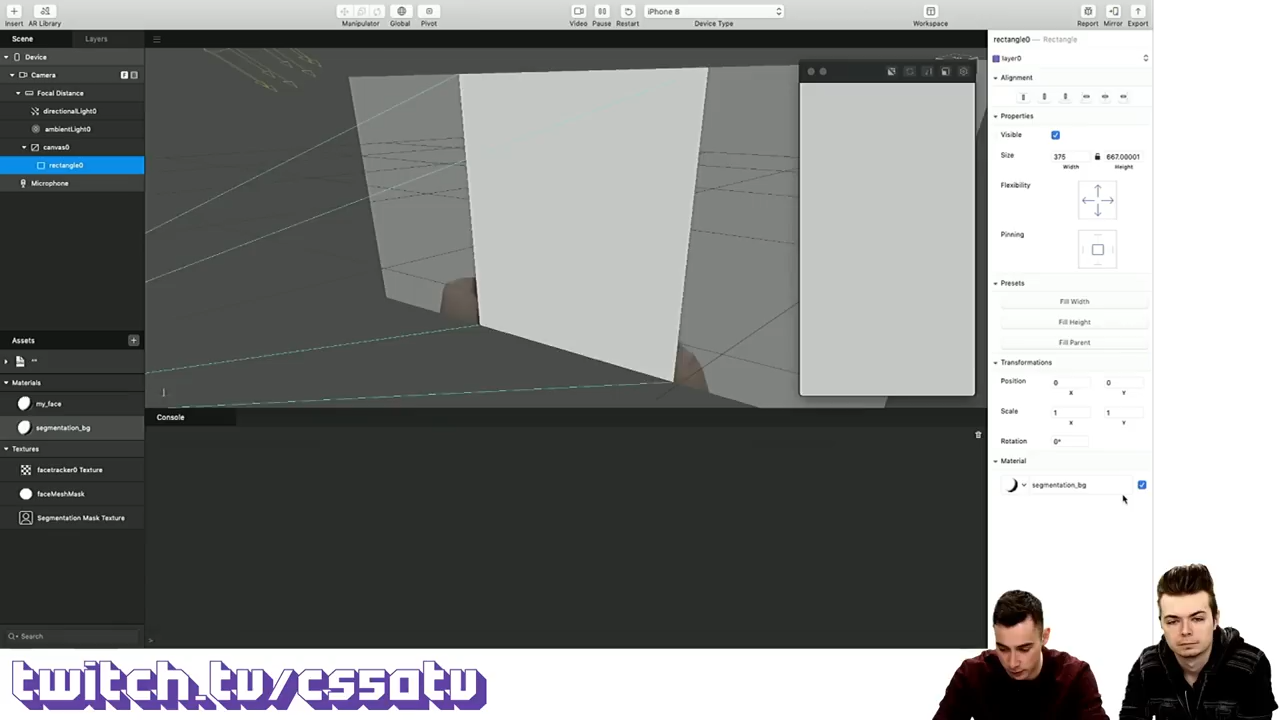 Insert
AR Library
Manipulator
Global
Pivot
Video
Pause
Restart
iPhone 8
Device Type
Workspace
Report
Mirror
Export
Scene
Layers
Device
Camera
Focal Distance
directionalLight0
ambientLight0
canvas0
rectangle0
Microphone
Assets
Materials
my_face
segmentation_bg
Textures
facetracker0 Texture
faceMeshMask
Segmentation Mask Texture
Search
Console
rectangle0 — Rectangle
layer0
Alignment
Properties
Visible
Size 375 667.00001
Width Height
Flexibility
Pinning
Presets
Fill Width
Fill Height
Fill Parent
Transformations
Position 0 0
X Y
Scale 1 1
X Y
Rotation 0°
Material
segmentation_bg
twitch.tv/cssatv